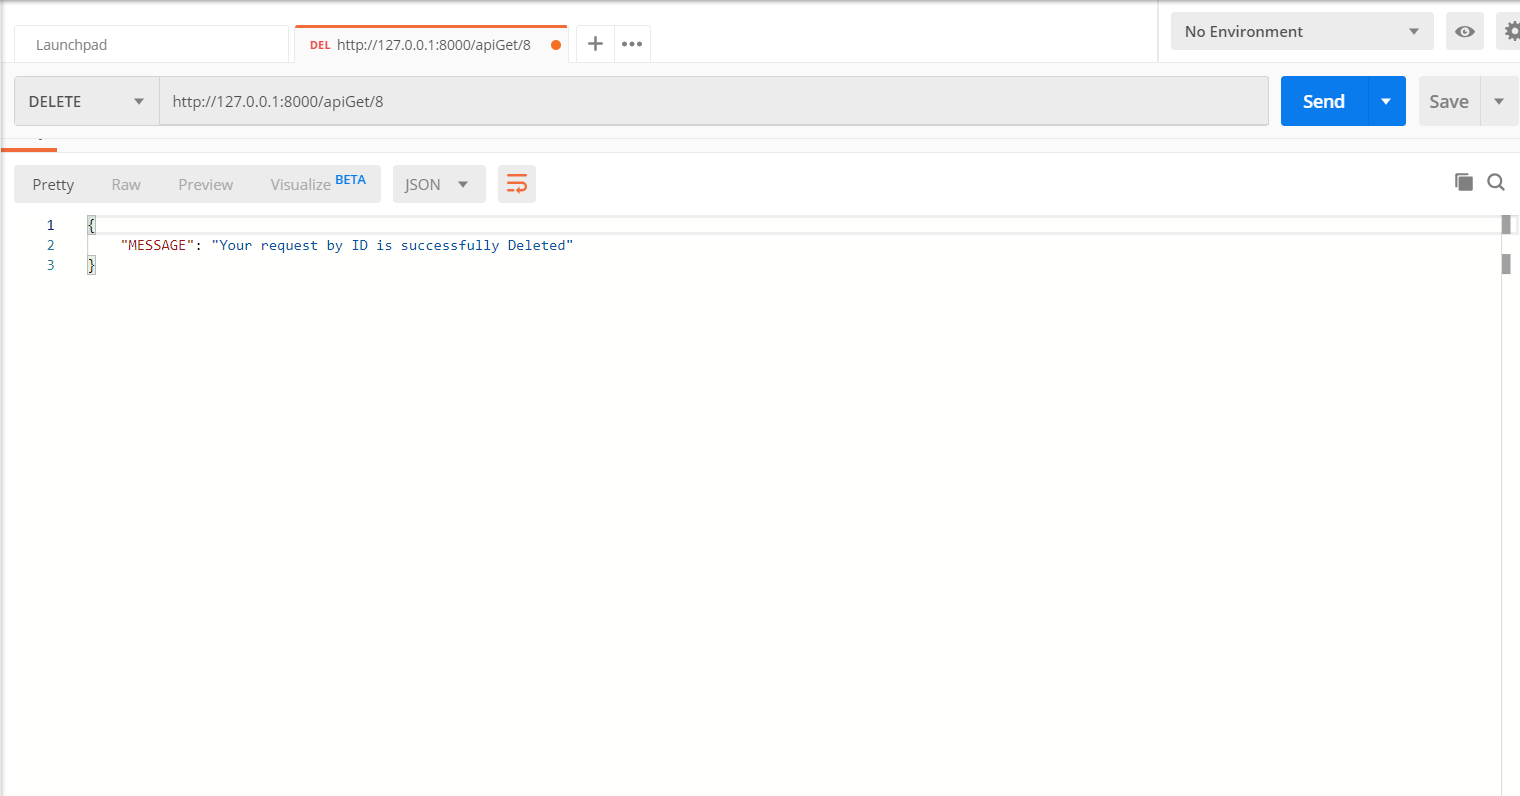 Launchpad
DEL http://127.0.0.1:8000/apiGet/8
No Environment
DELETE
http://127.0.0.1:8000/apiGet/8
Send
Save
Pretty
Raw
Preview
Visualize BETA
JSON
1 {
2 "MESSAGE": "Your request by ID is successfully Deleted"
3 }